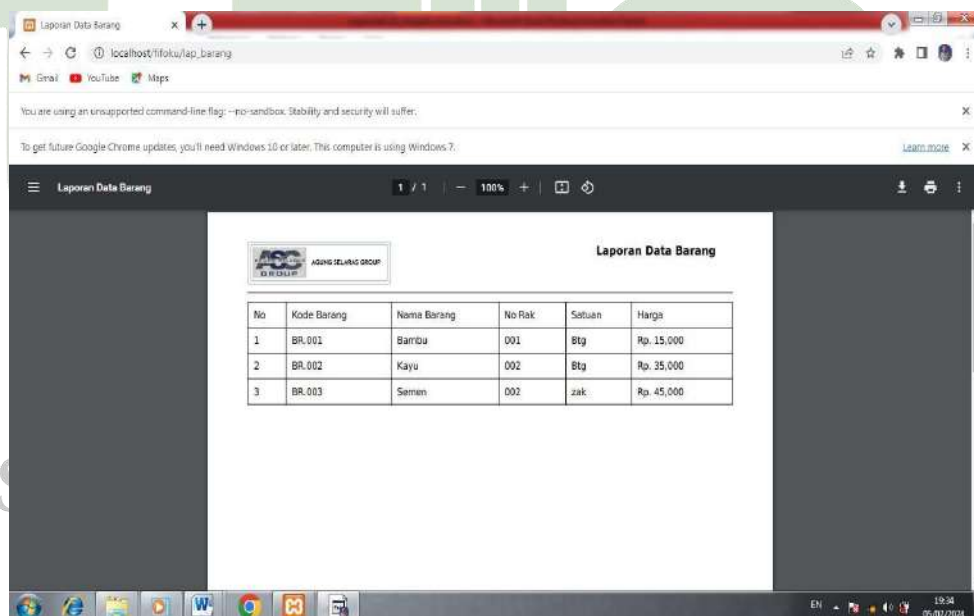 Laporan Data Barang
localhost/fifoku/lap_barang
Gmail YouTube Maps
You are using an unsupported command-line flag: --no-sandbox. Stability and security will suffer.
To get future Google Chrome updates, you'll need Windows 10 or later. This computer is using Windows 7.
Learn more
Laporan Data Barang
1 / 1
100%
GROUP
AGUNG SELARAS GROUP
Laporan Data Barang
No Kode Barang Nama Barang No Rak Satuan Harga
1 BR.001 Bambu 001 Btg Rp. 15,000
2 BR.002 Kayu 002 Btg Rp. 35,000
3 BR.003 Semen 002 zak Rp. 45,000
EN
19:34
05/07/2024